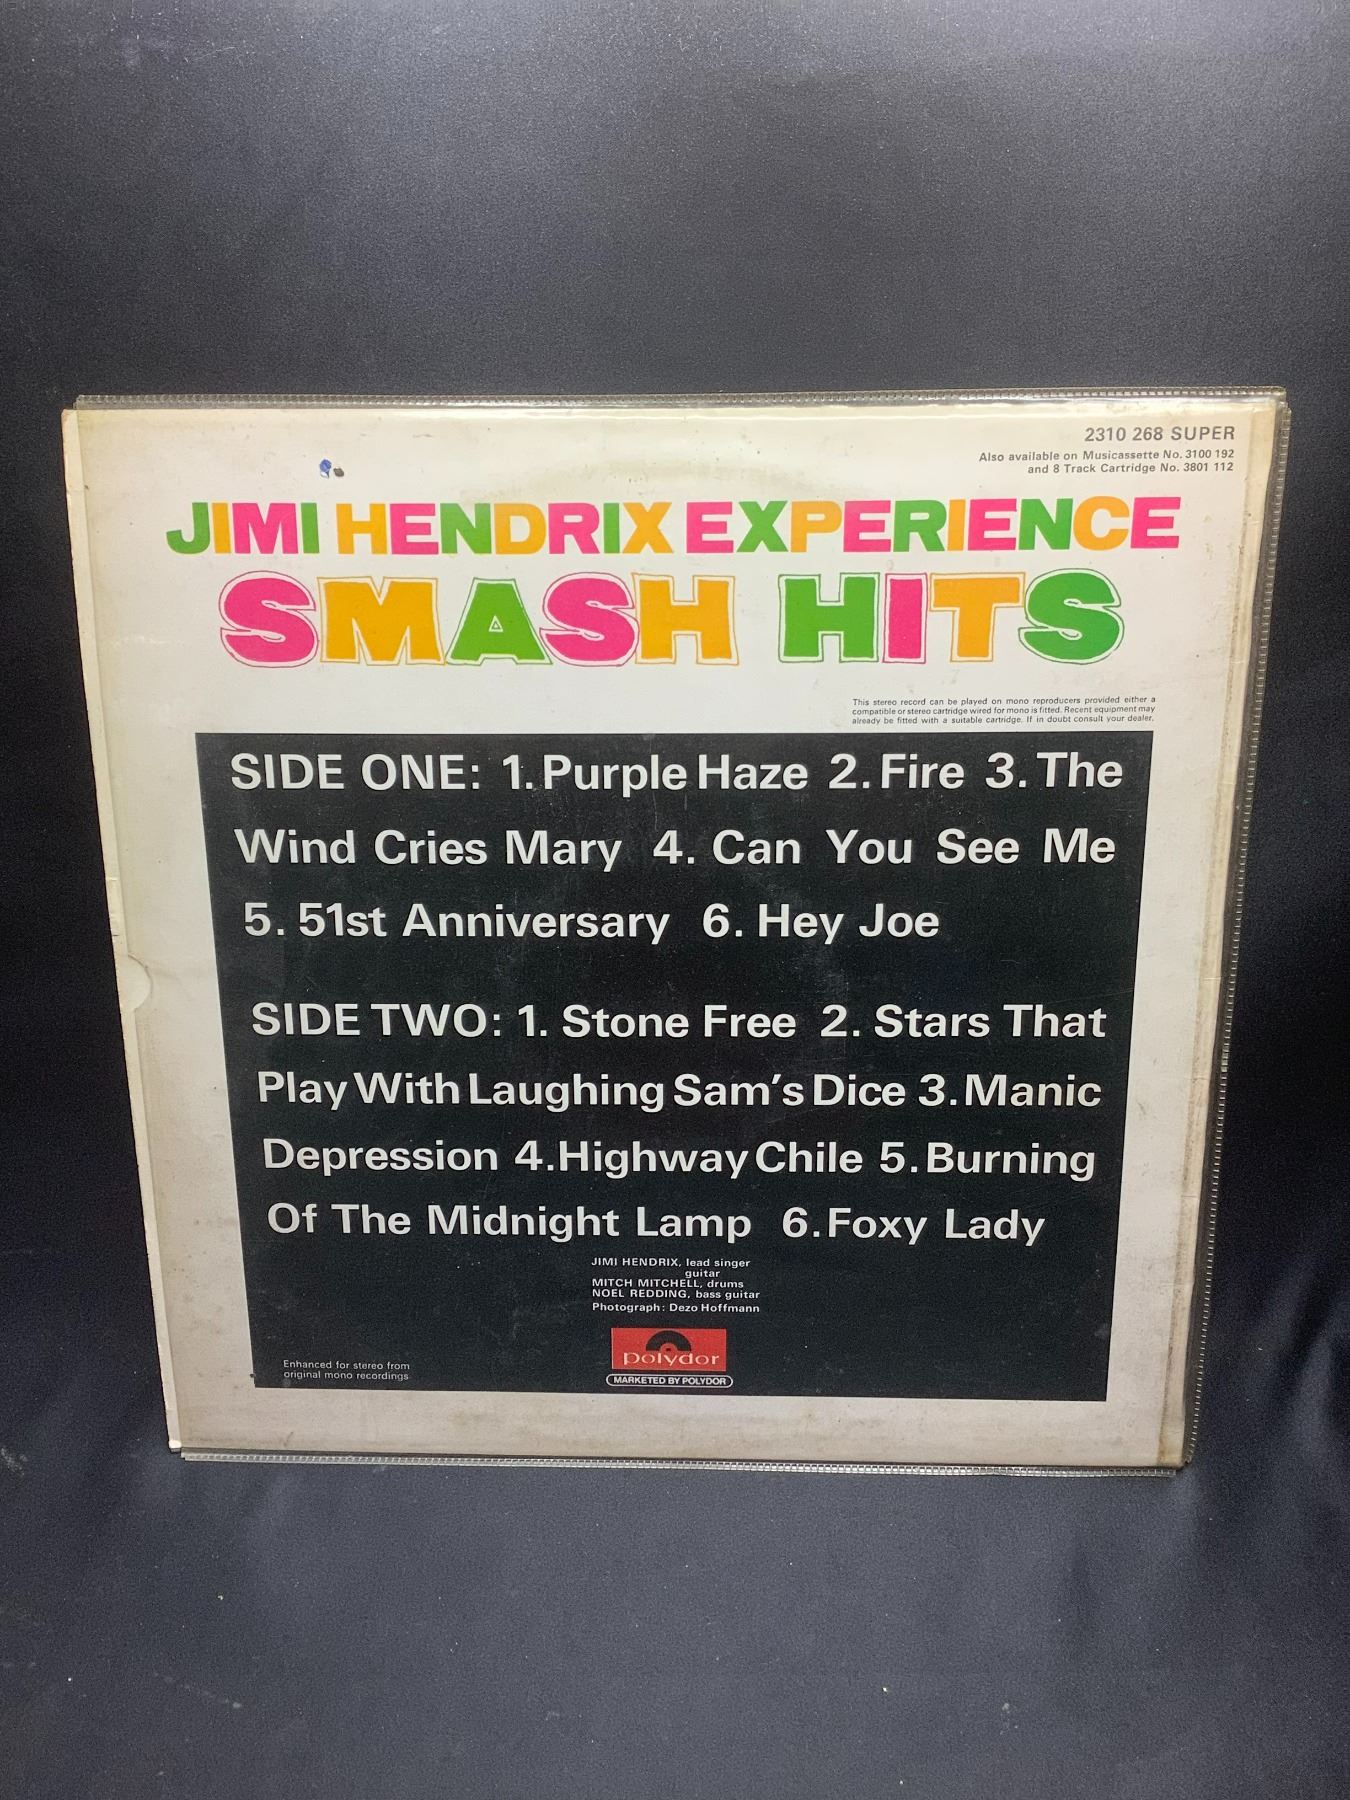 2310 268 SUPER
Also available on Musicassette No. 3100 192
and 8 Track Cartridge No. 3801 112
JIMI HENDRIX EXPERIENCE
SMASH HITS
This stereo record can be played on mono reproducers provided either a
compatible or stereo cartridge wired for mono is fitted. Recent equipment may
already be fitted with a suitable cartridge. If in doubt consult your dealer.
SIDE ONE: 1. Purple Haze 2. Fire 3. The
Wind Cries Mary 4. Can You See Me
5. 51st Anniversary 6. Hey Joe
SIDE TWO: 1. Stone Free 2. Stars That
Play With Laughing Sam's Dice 3. Manic
Depression 4. Highway Chile 5. Burning
Of The Midnight Lamp 6. Foxy Lady
JIMI HENDRIX, lead singer
guitar
MITCH MITCHELL, drums
NOEL REDDING, bass guitar
Photograph: Dezo Hoffmann
polydor
MARKETED BY POLYDOR
Enhanced for stereo from
original mono recordings